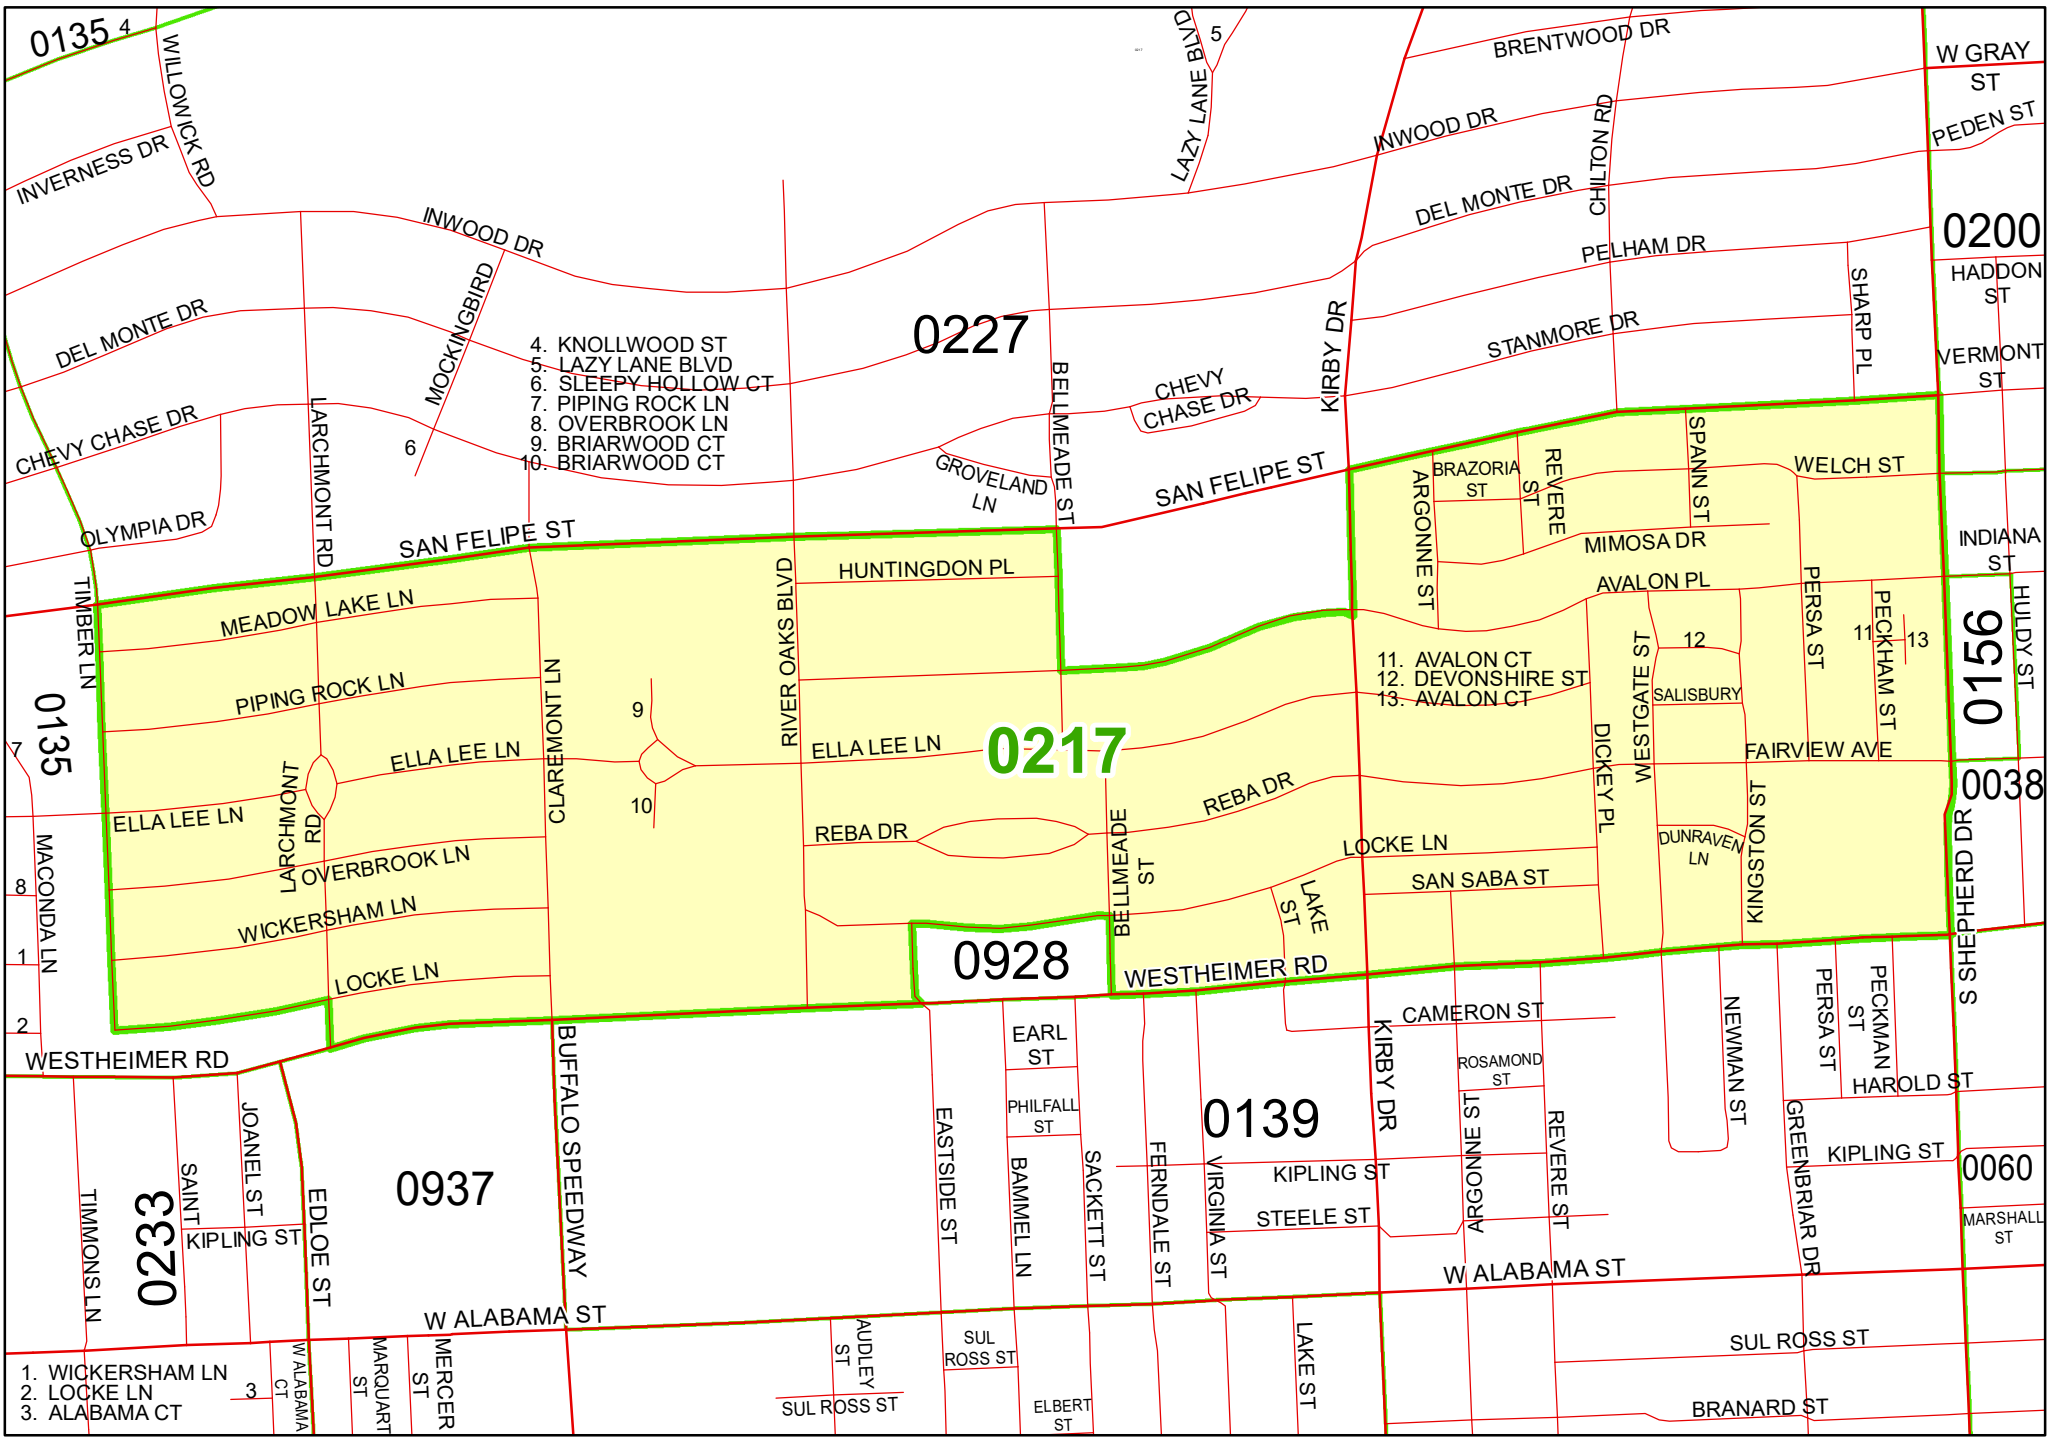 0135
4
WILLOWICK RD
INVERNESS DR
LAZY LANE BLVD
5
BRENTWOOD DR
W GRAY
ST
PEDEN ST
INWOOD DR
CHILTON RD
DEL MONTE DR
PELHAM DR
0200
HADDON
ST
SHARP PL
STANMORE DR
VERMONT
ST
KIRBY DR
INWOOD DR
MOCKINGBIRD
DEL MONTE DR
CHEVY CHASE DR
6
OLYMPIA DR
LARCHMONT RD
4. KNOLLWOOD ST
5. LAZY LANE BLVD
6. SLEEPY HOLLOW CT
7. PIPING ROCK LN
8. OVERBROOK LN
9. BRIARWOOD CT
10. BRIARWOOD CT
0227
BELLMEADE ST
CHEVY
CHASE DR
GROVELAND
LN
SAN FELIPE ST
SAN FELIPE ST
ARGONNE ST
BRAZORIA
ST
REVERE
ST
SPANN ST
WELCH ST
MIMOSA DR
INDIANA
ST
AVALON PL
PERSA ST
PECKHAM ST
11
13
12
0156
HULDY ST
TIMBER LN
MEADOW LAKE LN
HUNTINGDON PL
RIVER OAKS BLVD
CLAREMONT LN
PIPING ROCK LN
0135
7
9
10
ELLA LEE LN
ELLA LEE LN
ELLA LEE LN
0217
11. AVALON CT
12. DEVONSHIRE ST
13. AVALON CT
WESTGATE ST
SALISBURY
DICKEY PL
FAIRVIEW AVE
0038
LARCHMONT
RD
REBA DR
REBA DR
BELLMEADE
ST
LOCKE LN
SAN SABA ST
LAKE
ST
DUNRAVEN
LN
KINGSTON ST
S SHEPHERD DR
OVERBROOK LN
WICKERSHAM LN
LOCKE LN
MACONDA LN
8
1
2
0928
WESTHEIMER RD
WESTHEIMER RD
CAMERON ST
EARL
ST
PHILFALL
ST
ROSAMOND
ST
NEWMAN ST
PERSA ST
PECKMAN
ST
HAROLD ST
KIPLING ST
0060
MARSHALL
ST
JOANEL ST
SAINT
KIPLING ST
TIMMONS LN
0233
EDLOE ST
0937
BUFFALO SPEEDWAY
EASTSIDE ST
BAMMEL LN
SACKETT ST
FERNDALE ST
VIRGINIA ST
0139
KIPLING ST
STEELE ST
KIRBY DR
ARGONNE ST
REVERE ST
GREENBRIAR DR
W ALABAMA ST
W ALABAMA ST
1. WICKERSHAM LN
2. LOCKE LN
3. ALABAMA CT
3
W ALABAMA
CT
MARQUART
ST
MERCER
ST
AUDLEY
ST
SUL ROSS ST
SUL
ROSS ST
ELBERT
ST
LAKE ST
SUL ROSS ST
BRANARD ST